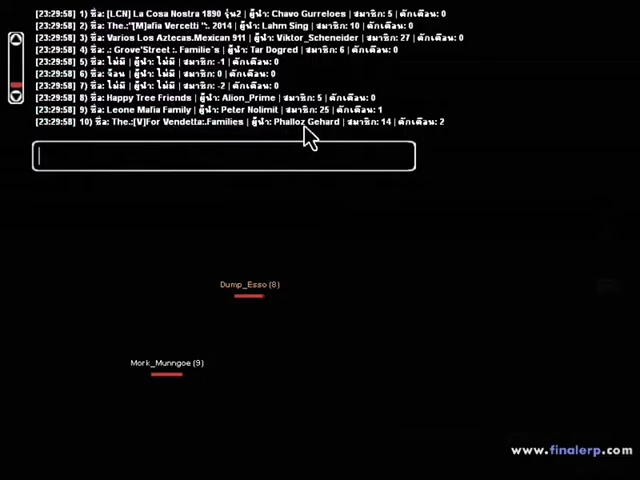 [23:29:58] 1) ชื่อ: [LCN] La Cosa Nostra 1890 รุ่น2 | ผู้นำ: Chavo Gurreloes | สมาชิก: 5 | ตักเตือน: 0
[23:29:58] 2) ชื่อ: The.:"[M]afia Vercetti ":. 2014 | ผู้นำ: Lahm Sing | สมาชิก: 10 | ตักเตือน: 0
[23:29:58] 3) ชื่อ: Varios Los Aztecas.Mexican 911 | ผู้นำ: Viktor_Scheneider | สมาชิก: 27 | ตักเตือน: 0
[23:29:58] 4) ชื่อ: .: Grove'Street :. Familie`s | ผู้นำ: Tar Dogred | สมาชิก: 6 | ตักเตือน: 0
[23:29:58] 5) ชื่อ: ไม่มี | ผู้นำ: ไม่มี | สมาชิก: -1 | ตักเตือน: 0
[23:29:58] 6) ชื่อ: ว่าง | ผู้นำ: ไม่มี | สมาชิก: 0 | ตักเตือน: 0
[23:29:58] 7) ชื่อ: ไม่มี | ผู้นำ: ไม่มี | สมาชิก: -2 | ตักเตือน: 0
[23:29:58] 8) ชื่อ: Happy Tree Friends | ผู้นำ: Alion_Prime | สมาชิก: 5 | ตักเตือน: 0
[23:29:58] 9) ชื่อ: Leone Mafia Family | ผู้นำ: Peter Nolimit | สมาชิก: 25 | ตักเตือน: 1
[23:29:58] 10) ชื่อ: The.:[V]For Vendetta:.Families | ผู้นำ: Phalloz Gehard | สมาชิก: 14 | ตักเตือน: 2
Dump_Esso (8)
Mork_Munngoe (9)
www.finalerp.com